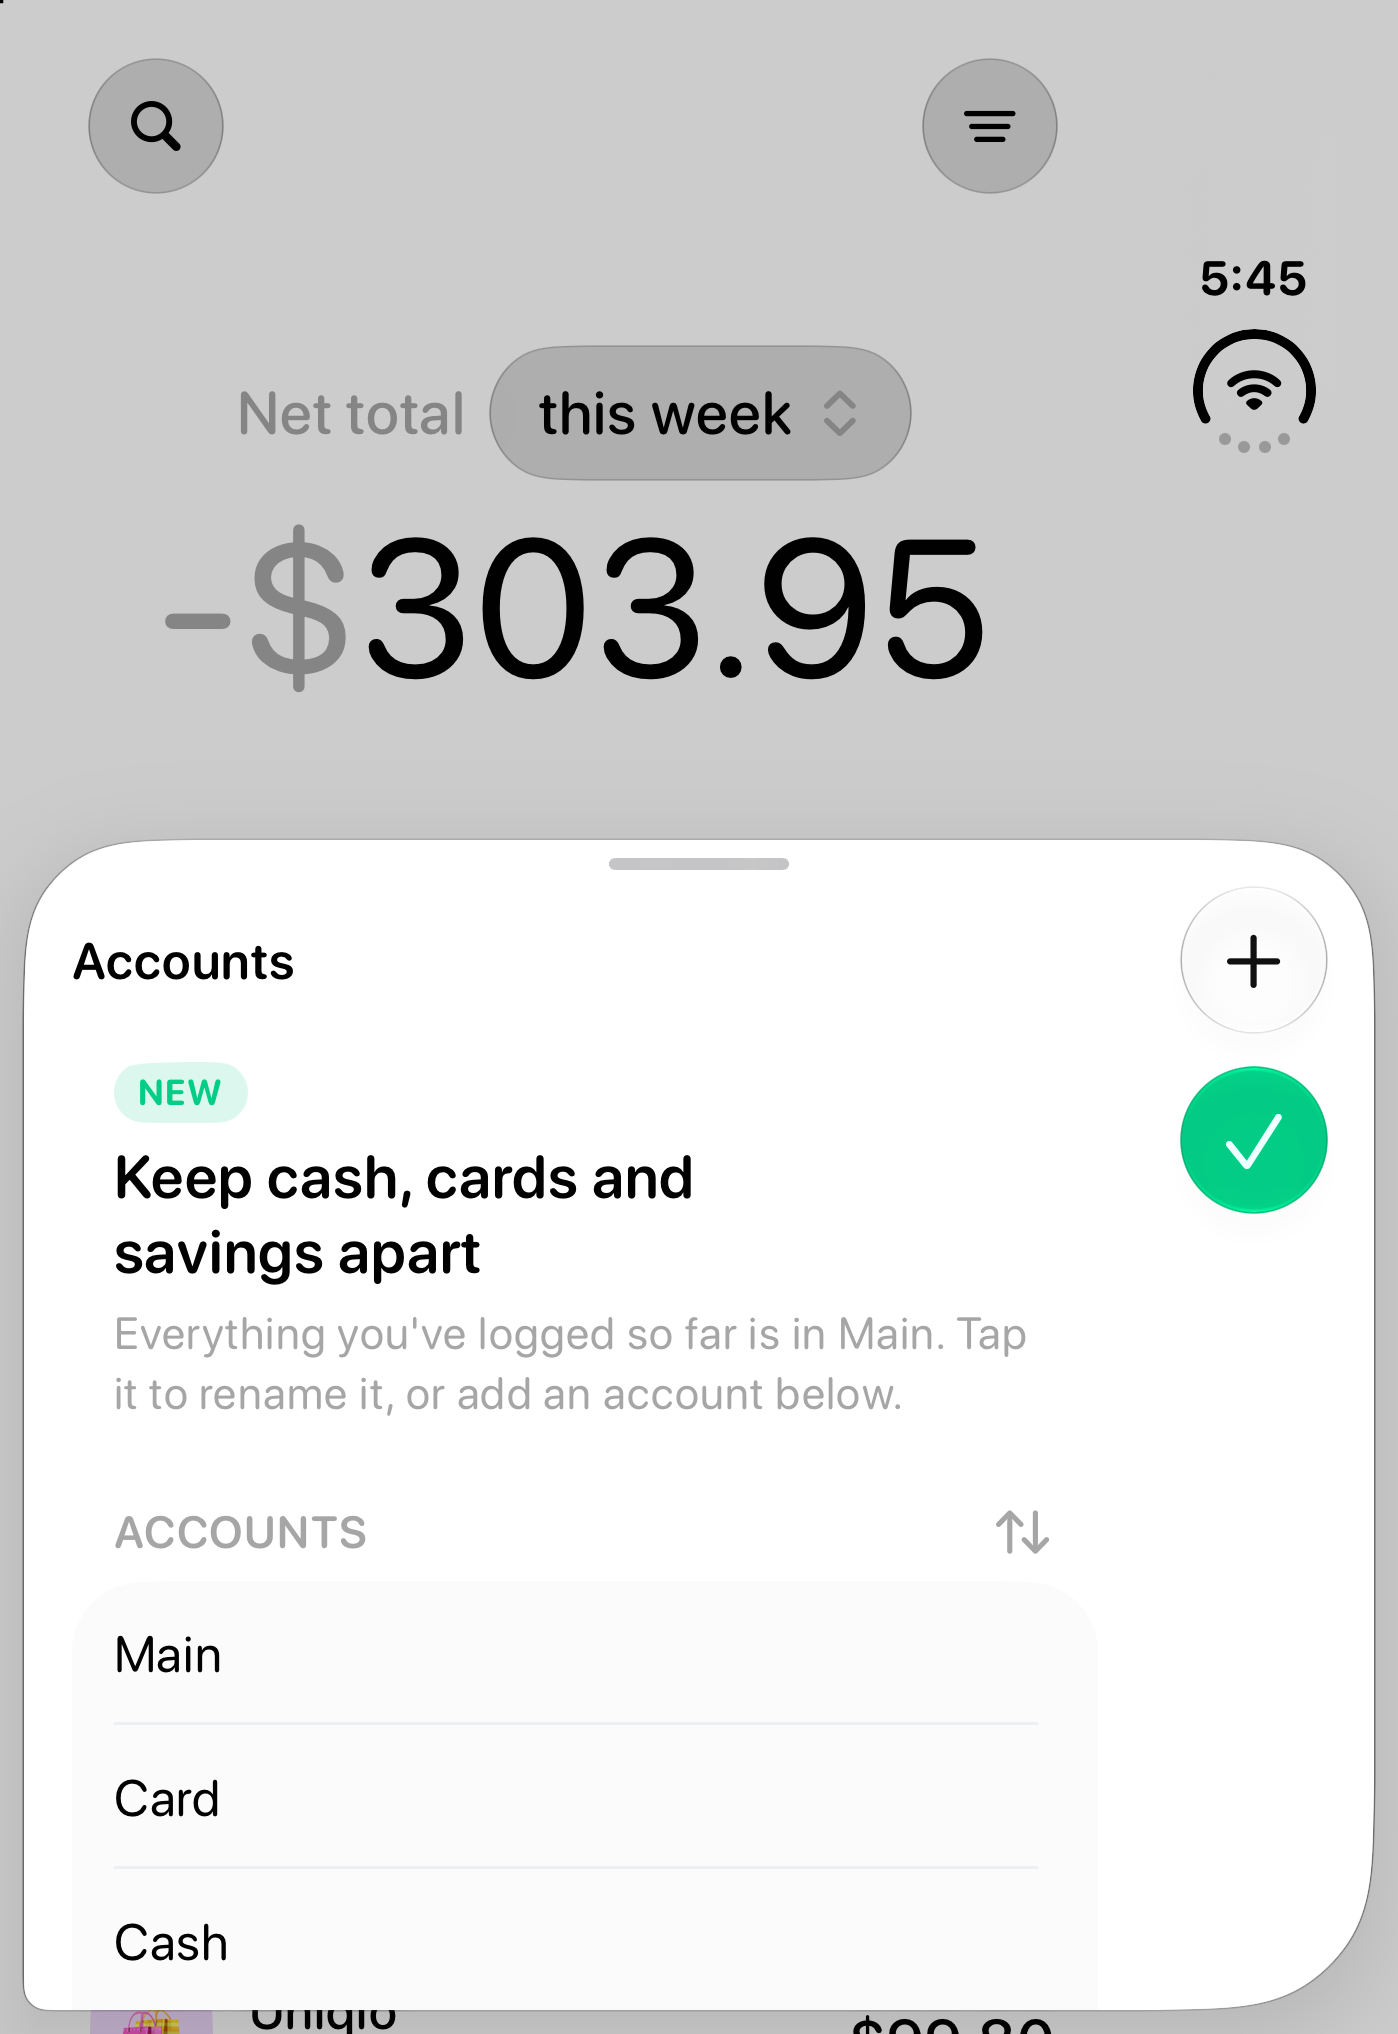 5:45
Net total this week
-$303.95
Accounts
NEW
Keep cash, cards and
savings apart
Everything you've logged so far is in Main. Tap
it to rename it, or add an account below.
ACCOUNTS
Main
Card
Cash
Uniqlo